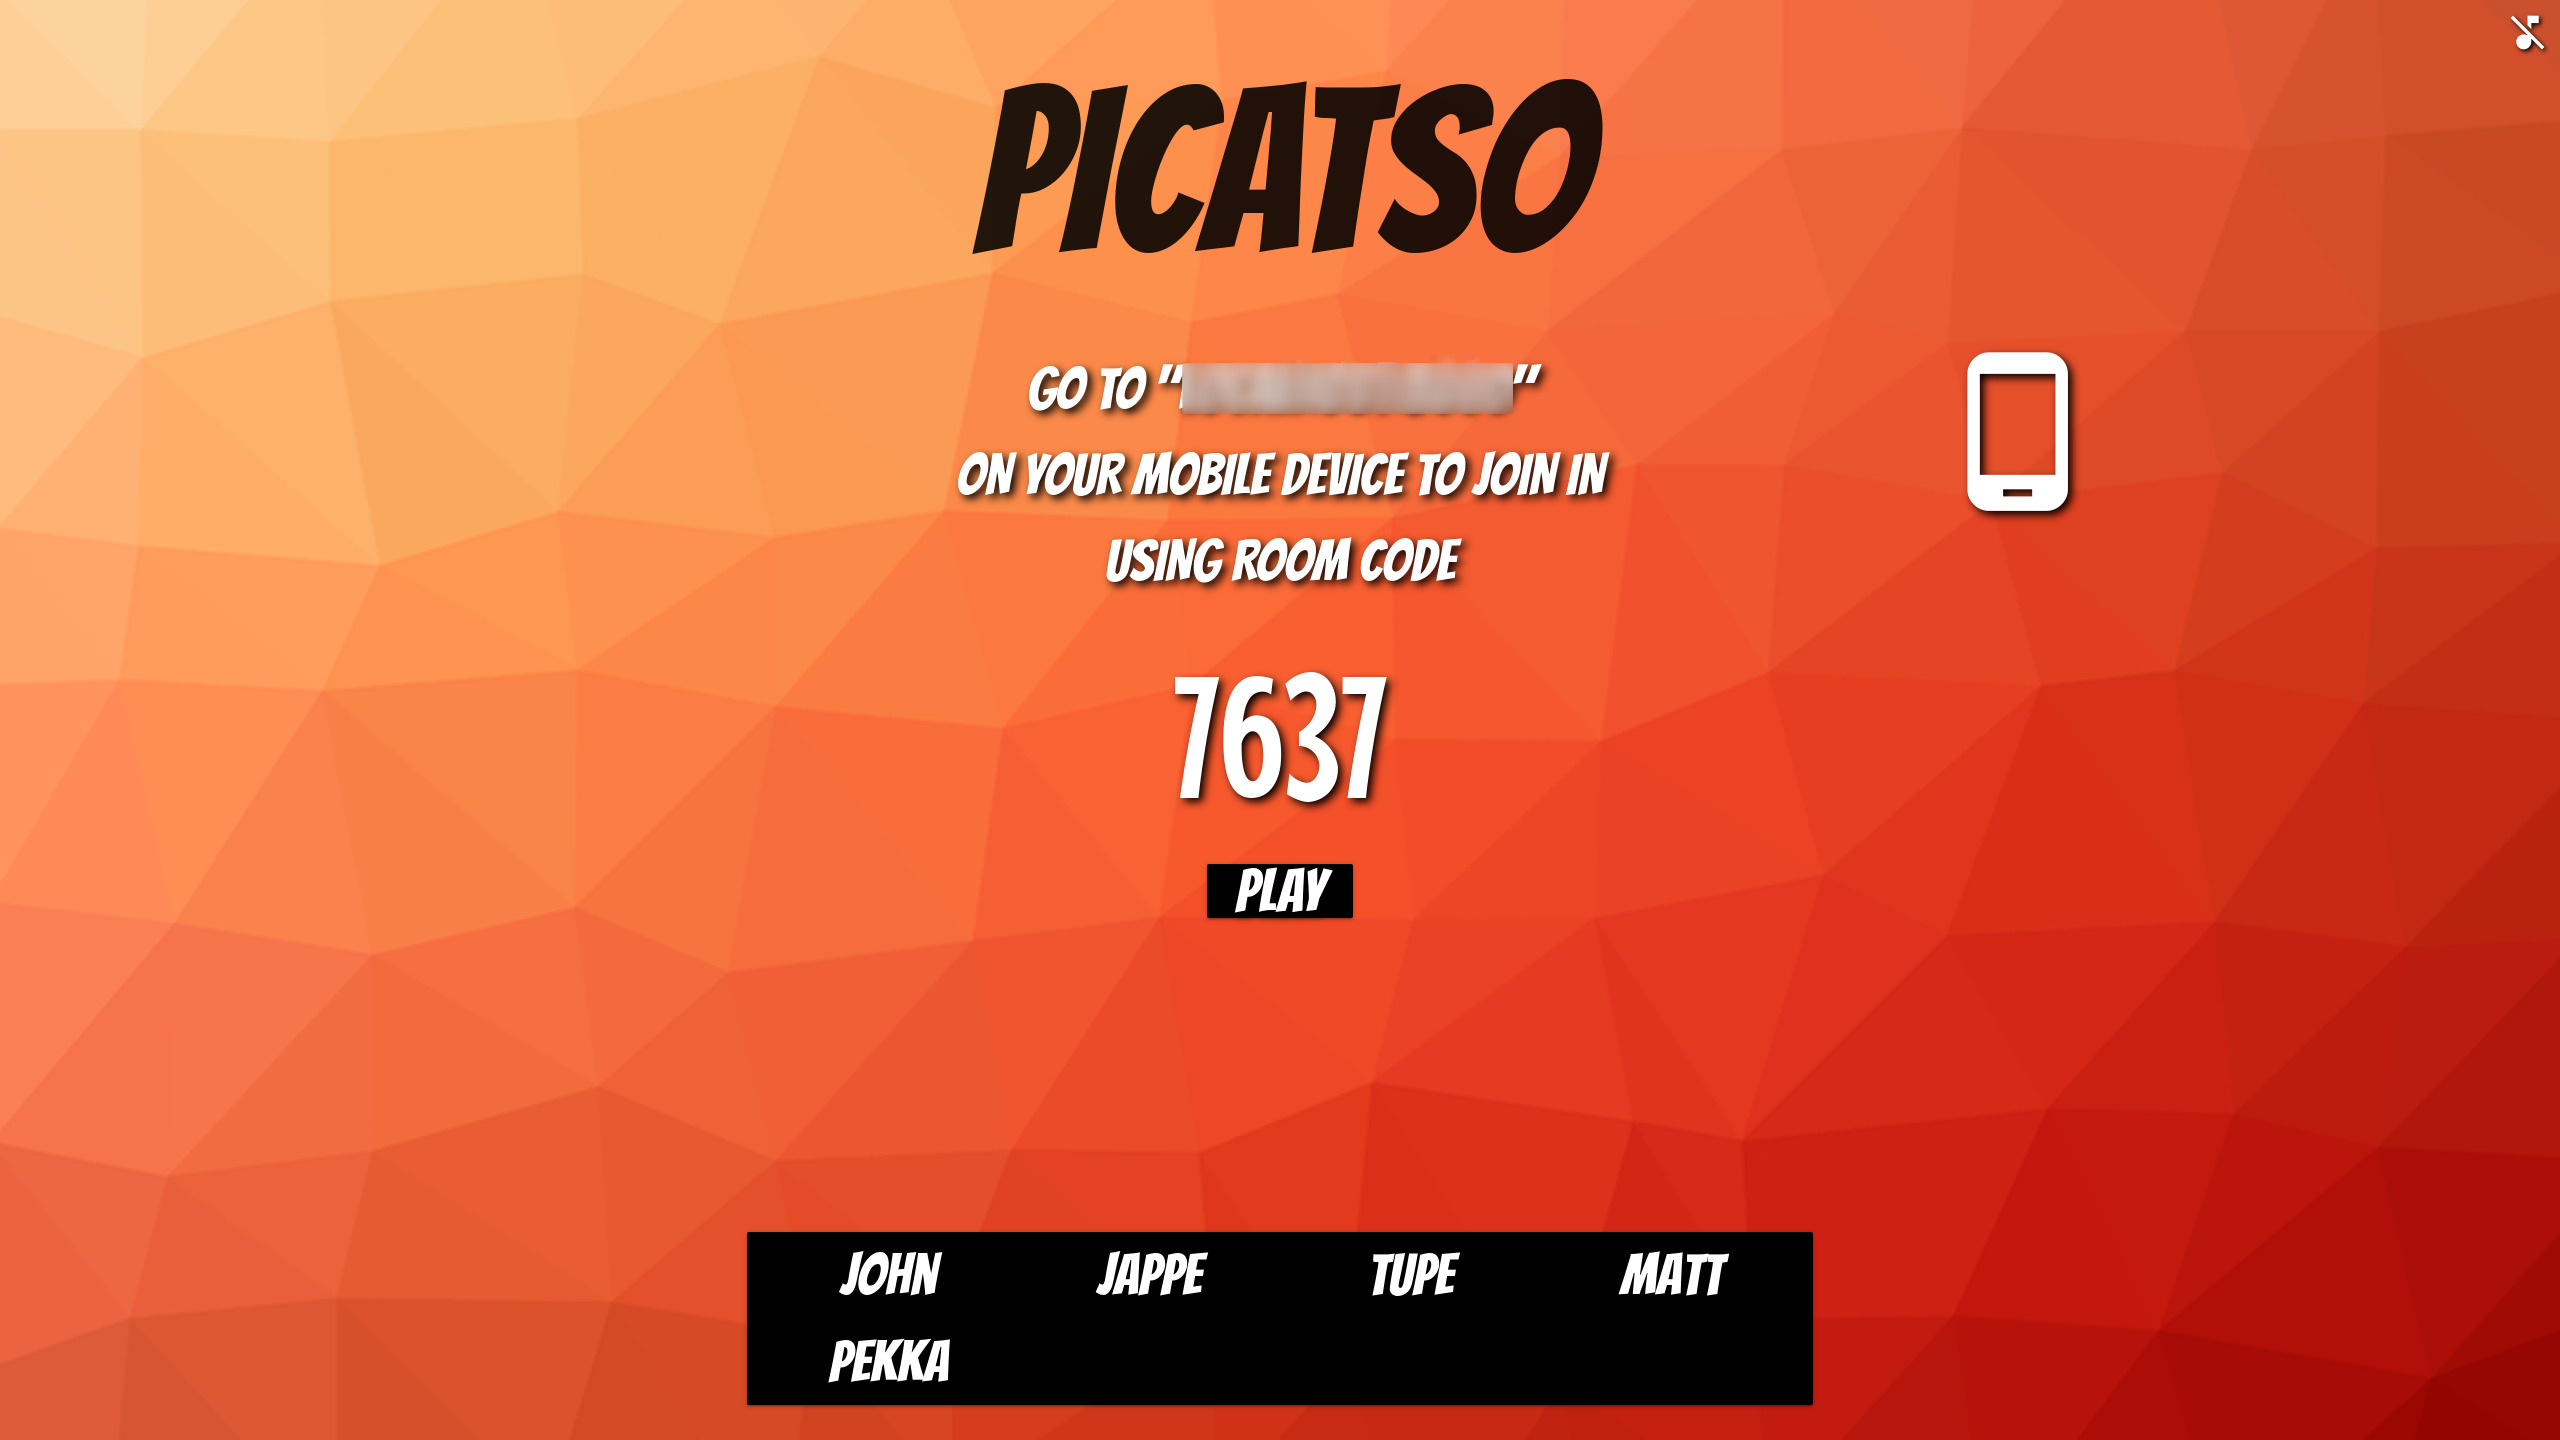 PICATSO
GO TO " "
ON YOUR MOBILE DEVICE TO JOIN IN
USING ROOM CODE
7637
PLAY
JOHN JAPPE TUPE MATT
PEKKA